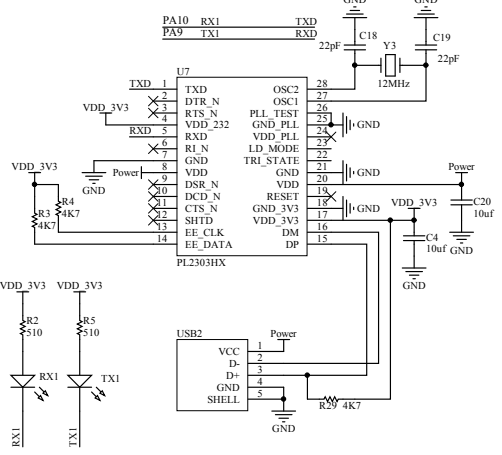 GND GND
PA10 RX1 TXD
PA9 TX1 RXD
C18 C19
22pF Y3 22pF
12MHz
U7
TXD 1 TXD OSC2 28
2 DTR_N OSC1 27
VDD_3V3 3 RTS_N PLL_TEST 26
4 VDD_232 GND_PLL 25 GND
RXD 5 RXD VDD_PLL 24
6 RI_N LD_MODE 23
7 GND TRI_STATE 22
GND Power 8 VDD GND 21 GND Power
9 DSR_N VDD 20
10 DCD_N RESET 19
11 CTS_N GND_3V3 18 GND VDD_3V3
12 SHTD VDD_3V3 17
13 EE_CLK DM 16
14 EE_DATA DP 15
PL2303HX
VDD_3V3
R4
4K7
R3
4K7
C20
10uf
GND
C4
10uf
GND
VDD_3V3 VDD_3V3
R2 R5
510 510
RX1 TX1
RX1 TX1
USB2
Power
VCC 1
D- 2
D+ 3
GND 4
SHELL 5
GND
R29 4K7